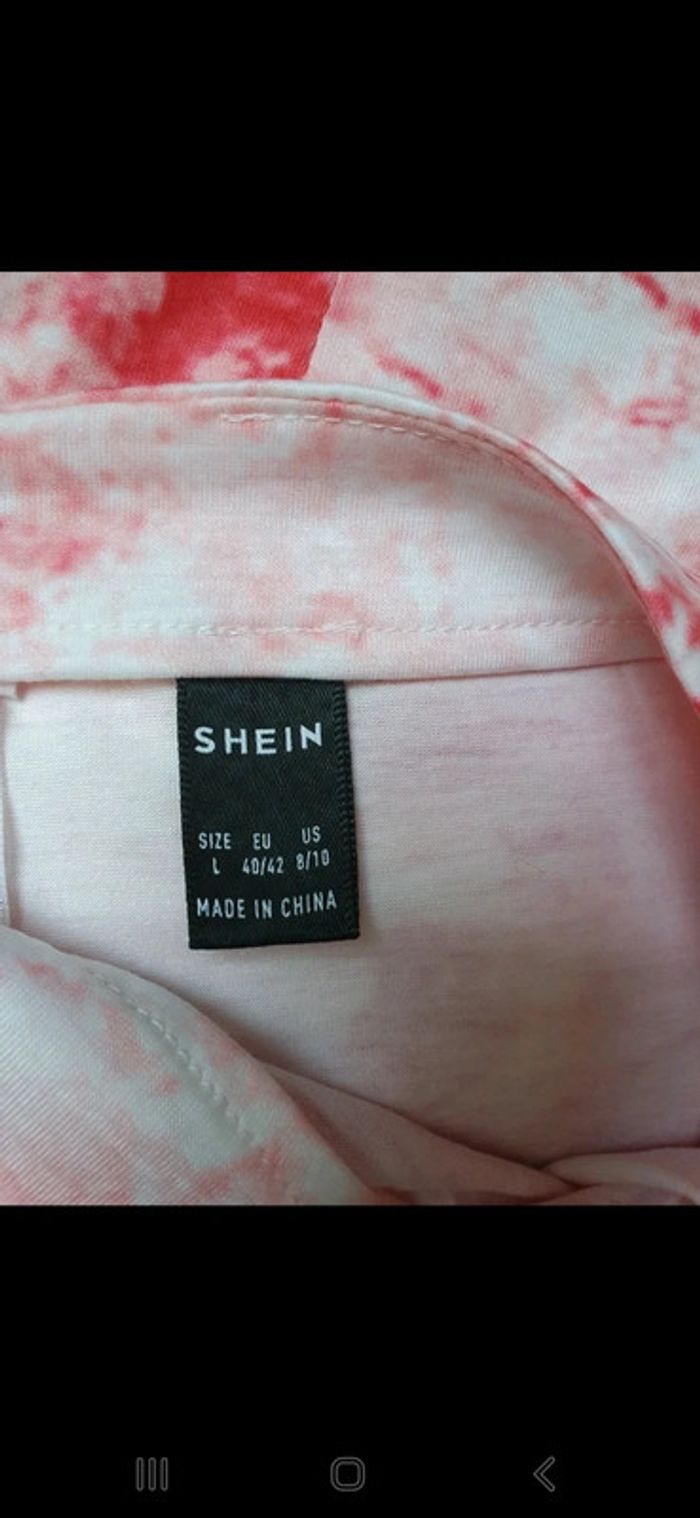 SHEIN
SIZE EU US
L 40/42 8/10
MADE IN CHINA